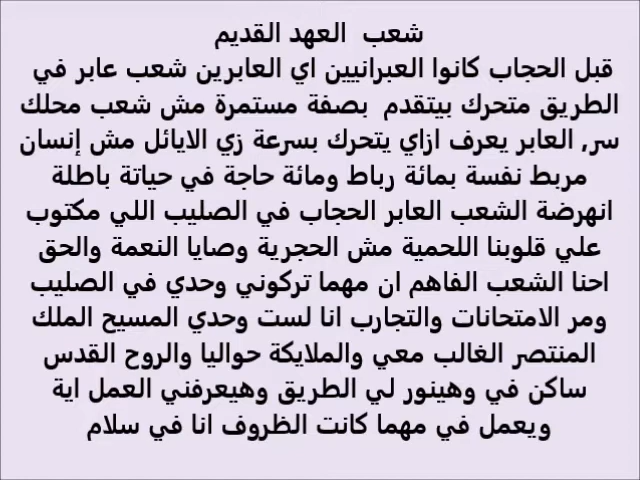 شعب  العهد القديم
قبل الحجاب كانوا العبرانيين اي العابرين شعب عابر في
الطريق متحرك بيتقدم  بصفة مستمرة مش شعب محلك
سر, العابر يعرف ازاي يتحرك بسرعة زي الايائل مش إنسان
مربط نفسة بمائة رباط ومائة حاجة في حياتة باطلة
انهرضة الشعب العابر الحجاب في الصليب اللي مكتوب
علي قلوبنا اللحمية مش الحجرية وصايا النعمة والحق
احنا الشعب الفاهم ان مهما تركوني وحدي في الصليب
ومر الامتحانات والتجارب انا لست وحدي المسيح الملك
المنتصر الغالب معي والملايكة حواليا والروح القدس
ساكن في وهينور لي الطريق وهيعرفني العمل اية
ويعمل في مهما كانت الظروف انا في سلام